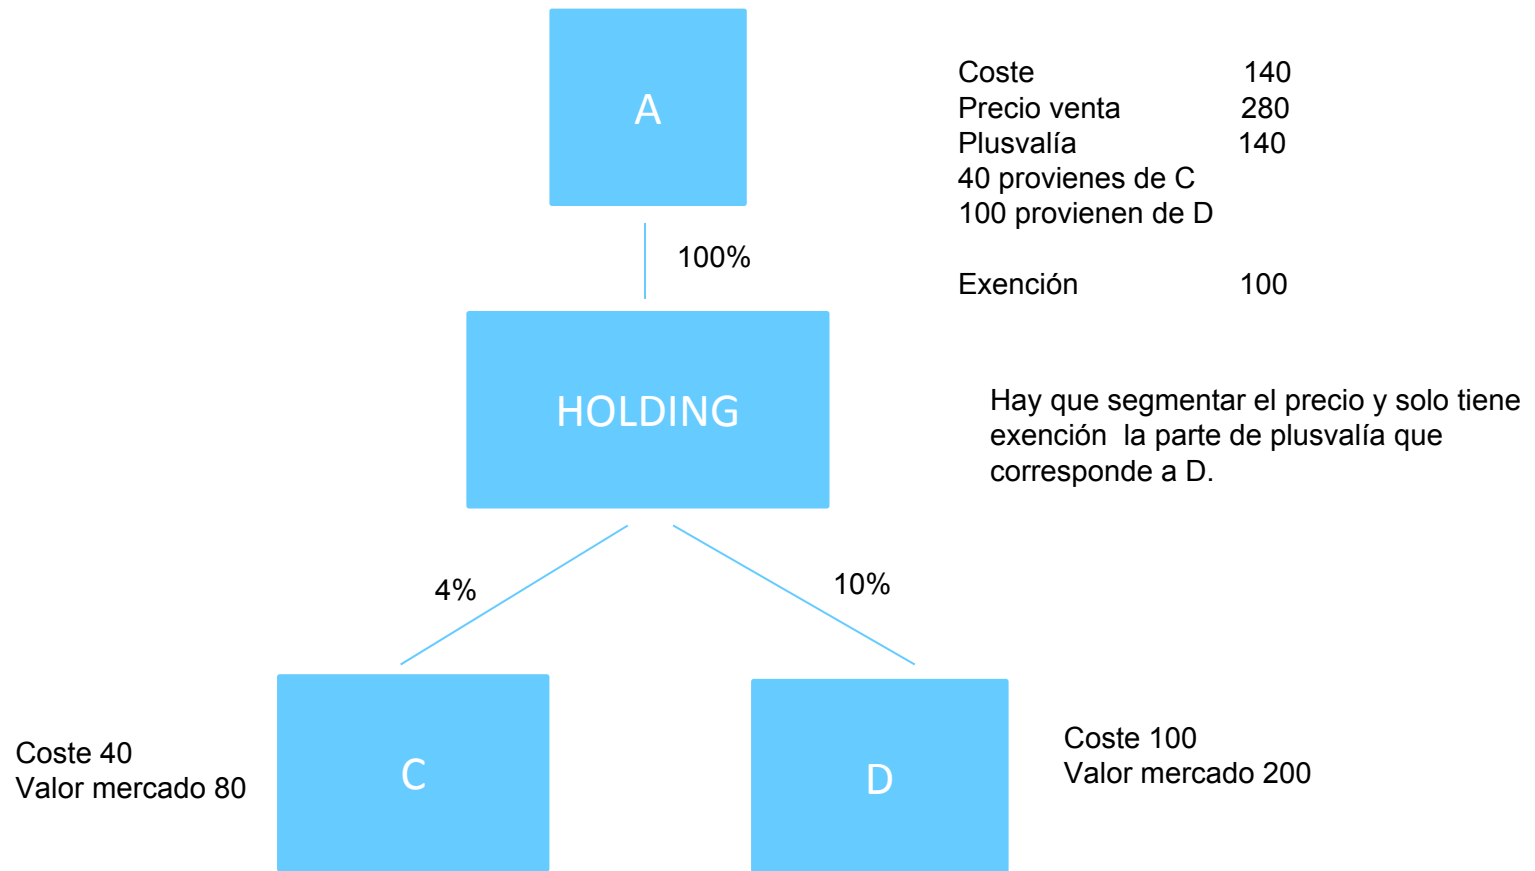 A
Coste 140
Precio venta 280
Plusvalía 140
40 provienes de C
100 provienen de D
100%
Exención 100
HOLDING
Hay que segmentar el precio y solo tiene
exención la parte de plusvalía que
corresponde a D.
4%
10%
Coste 40
Valor mercado 80
C
D
Coste 100
Valor mercado 200